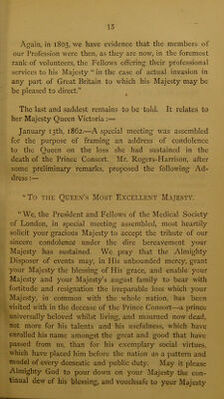 15
Again, in 1803, we have evidence that the members of
our Profession were then, as they are now, in the foremost
rank of volunteers, the Fellows offering their professional
services to his Majesty "in the case of actual invasion in
any part of Great Britain to which his Majesty may be
be pleased to direct."
The last and saddest remains to be told. It relates to
her Majesty Queen Victoria:—
January 13th, 1862.—A special meeting was assembled
for the purpose of framing an address of condolence
to the Queen on the loss she had sustained in the
death of the Prince Consort. Mr. Rogers-Harrison, after
some preliminary remarks, proposed the following Ad-
dress:—
"To the Queen's Most Excellent Majesty.
"We, the President and Fellows of the Medical Society
of London, in special meeting assembled, most heartily
solicit your gracious Majesty to accept the tribute of our
sincere condolence under the dire bereavement your
Majesty has sustained. We pray that the Almighty
Disposer of events may, in His unbounded mercy, grant
your Majesty the blessing of His grace, and enable your
Majesty and your Majesty's august family to bear with
fortitude and resignation the irreparable loss which your
Majesty, in common with the whole nation, has been
visited with in the decease of the Prince Consort—a prince
universally beloved whilst living, and mourned now dead,
not more for his talents and his usefulness, which have
enrolled his name amongst the great and good that have
passed from us, than for his exemplary social virtues,
which have placed him before the nation as a pattern and
model of every domestic and public duty. May it please
Almighty God to pour down on your Majesty the con-
tinual dew of his blessing, and vouchsafe to your Majesty